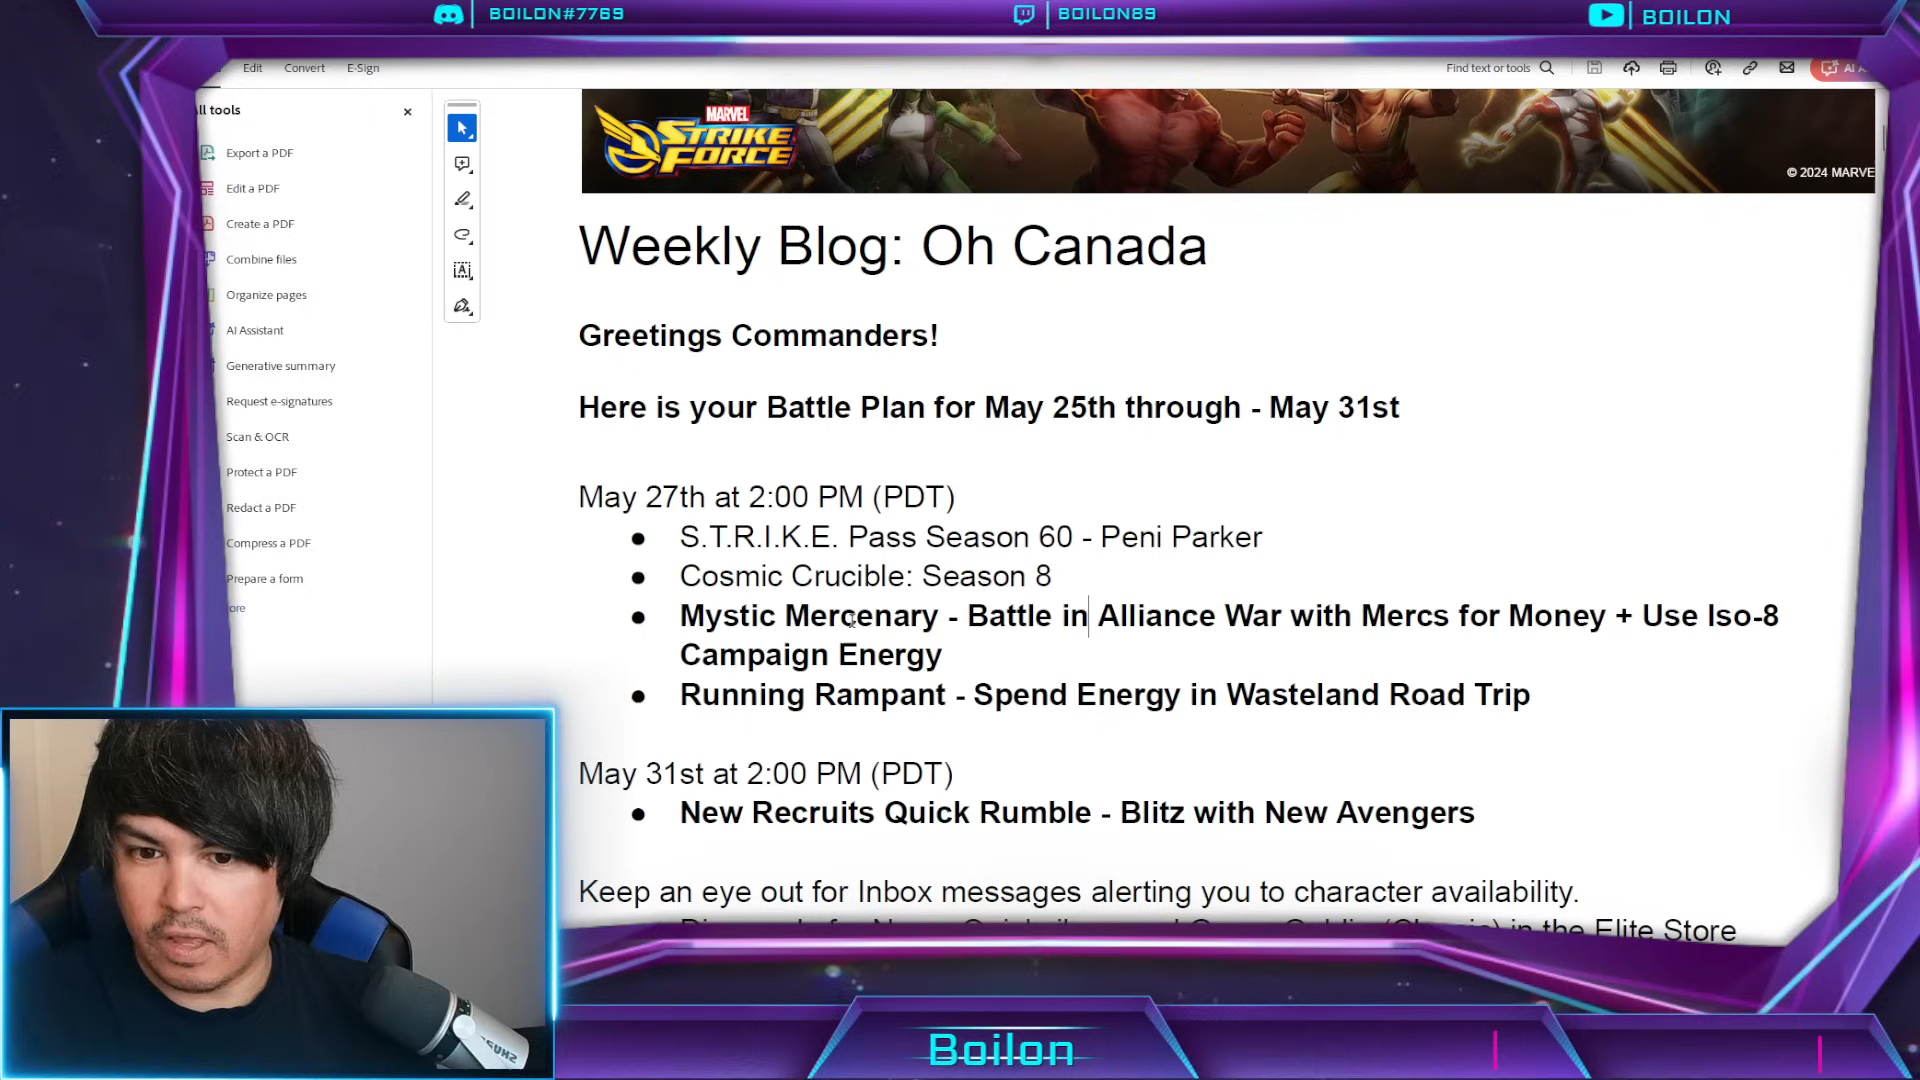 BOILON#7769
BOILON89
BOILON
Edit
Convert
E-Sign
Find text or tools
All tools
Export a PDF
Edit a PDF
Create a PDF
Combine files
Organize pages
AI Assistant
Generative summary
Request e-signatures
Scan & OCR
Protect a PDF
Redact a PDF
Compress a PDF
Prepare a form
MARVEL
STRIKE
FORCE
© 2024 MARVE
Weekly Blog: Oh Canada
Greetings Commanders!
Here is your Battle Plan for May 25th through - May 31st
May 27th at 2:00 PM (PDT)
● S.T.R.I.K.E. Pass Season 60 - Peni Parker
● Cosmic Crucible: Season 8
● Mystic Mercenary - Battle in Alliance War with Mercs for Money + Use Iso-8
Campaign Energy
● Running Rampant - Spend Energy in Wasteland Road Trip
May 31st at 2:00 PM (PDT)
● New Recruits Quick Rumble - Blitz with New Avengers
Keep an eye out for Inbox messages alerting you to character availability.
in the Elite Store
Boilon